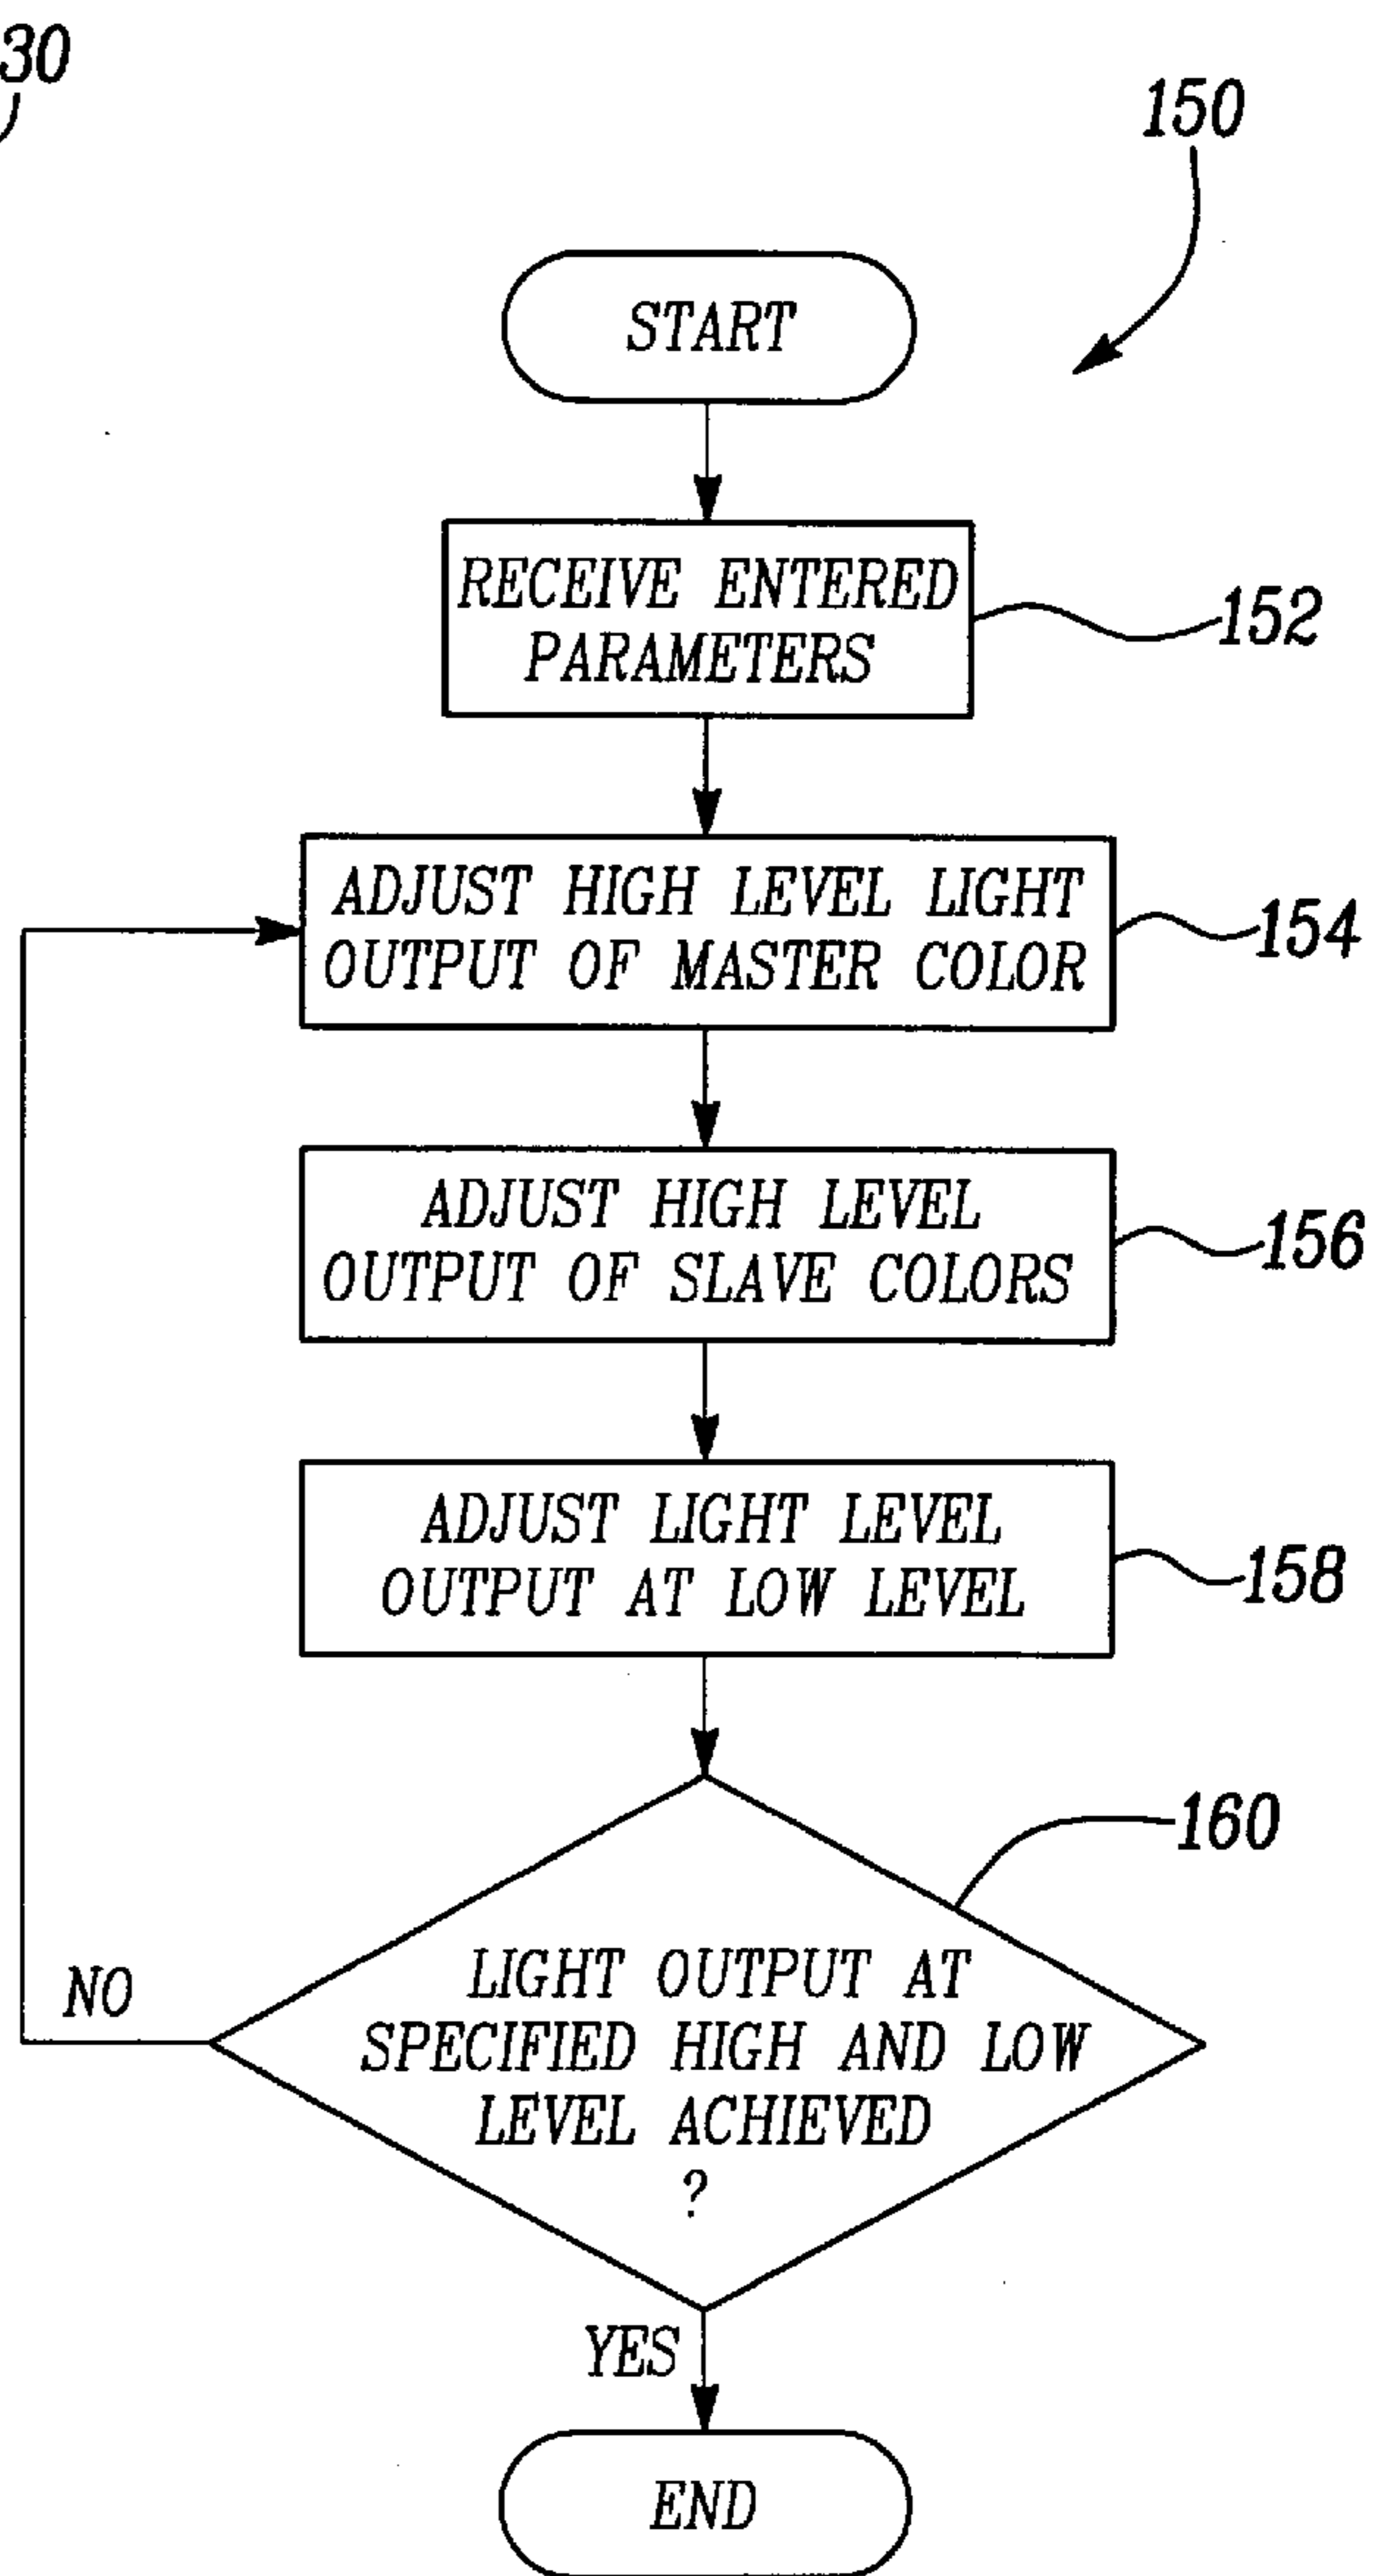 30
150
START
RECEIVE ENTERED
PARAMETERS
152
ADJUST HIGH LEVEL LIGHT
OUTPUT OF MASTER COLOR
154
ADJUST HIGH LEVEL
OUTPUT OF SLAVE COLORS
156
ADJUST LIGHT LEVEL
OUTPUT AT LOW LEVEL
158
160
LIGHT OUTPUT AT
SPECIFIED HIGH AND LOW
LEVEL ACHIEVED
?
NO
YES
END